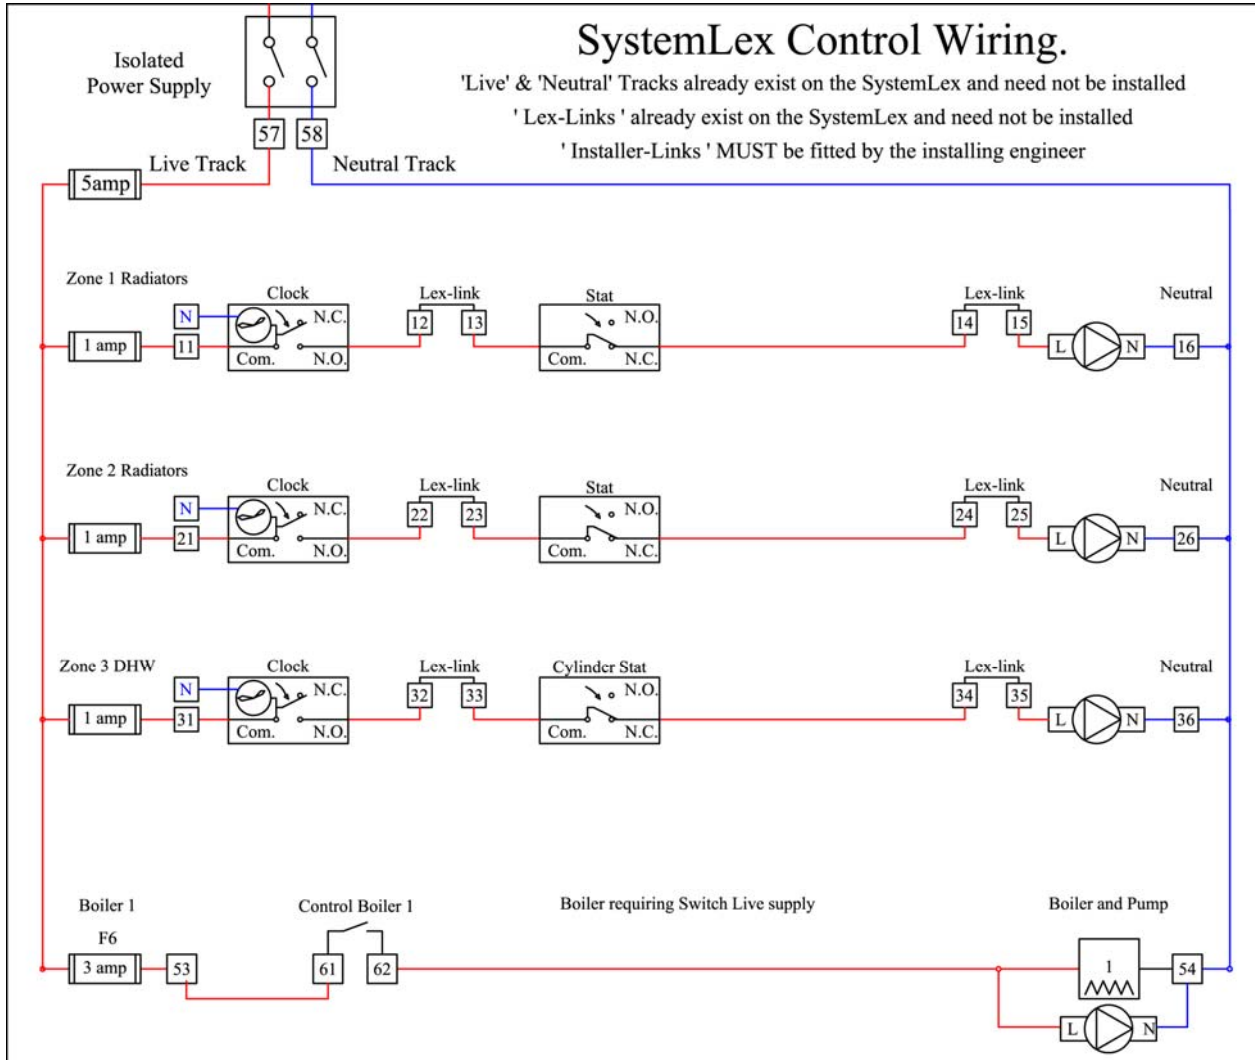 SystemLex Control Wiring.
'Live' & 'Neutral' Tracks already exist on the SystemLex and need not be installed
' Lex-Links ' already exist on the SystemLex and need not be installed
' Installer-Links ' MUST be fitted by the installing engineer
Isolated
Power Supply
57 58
Live Track Neutral Track
5amp
Zone 1 Radiators
Clock Lex-link Stat Lex-link Neutral
N N.C. 12 13 N.O. 14 15
1 amp 11 Com. N.O. Com. N.C. L N 16
Zone 2 Radiators
Clock Lex-link Stat Lex-link Neutral
N N.C. 22 23 N.O. 24 25
1 amp 21 Com. N.O. Com. N.C. L N 26
Zone 3 DHW Clock Lex-link Cylinder Stat Lex-link Neutral
N N.C. 32 33 N.O. 34 35
1 amp 31 Com. N.O. Com. N.C. L N 36
Boiler 1 Control Boiler 1 Boiler requiring Switch Live supply Boiler and Pump
F6
3 amp 53 61 62 1 54
L N